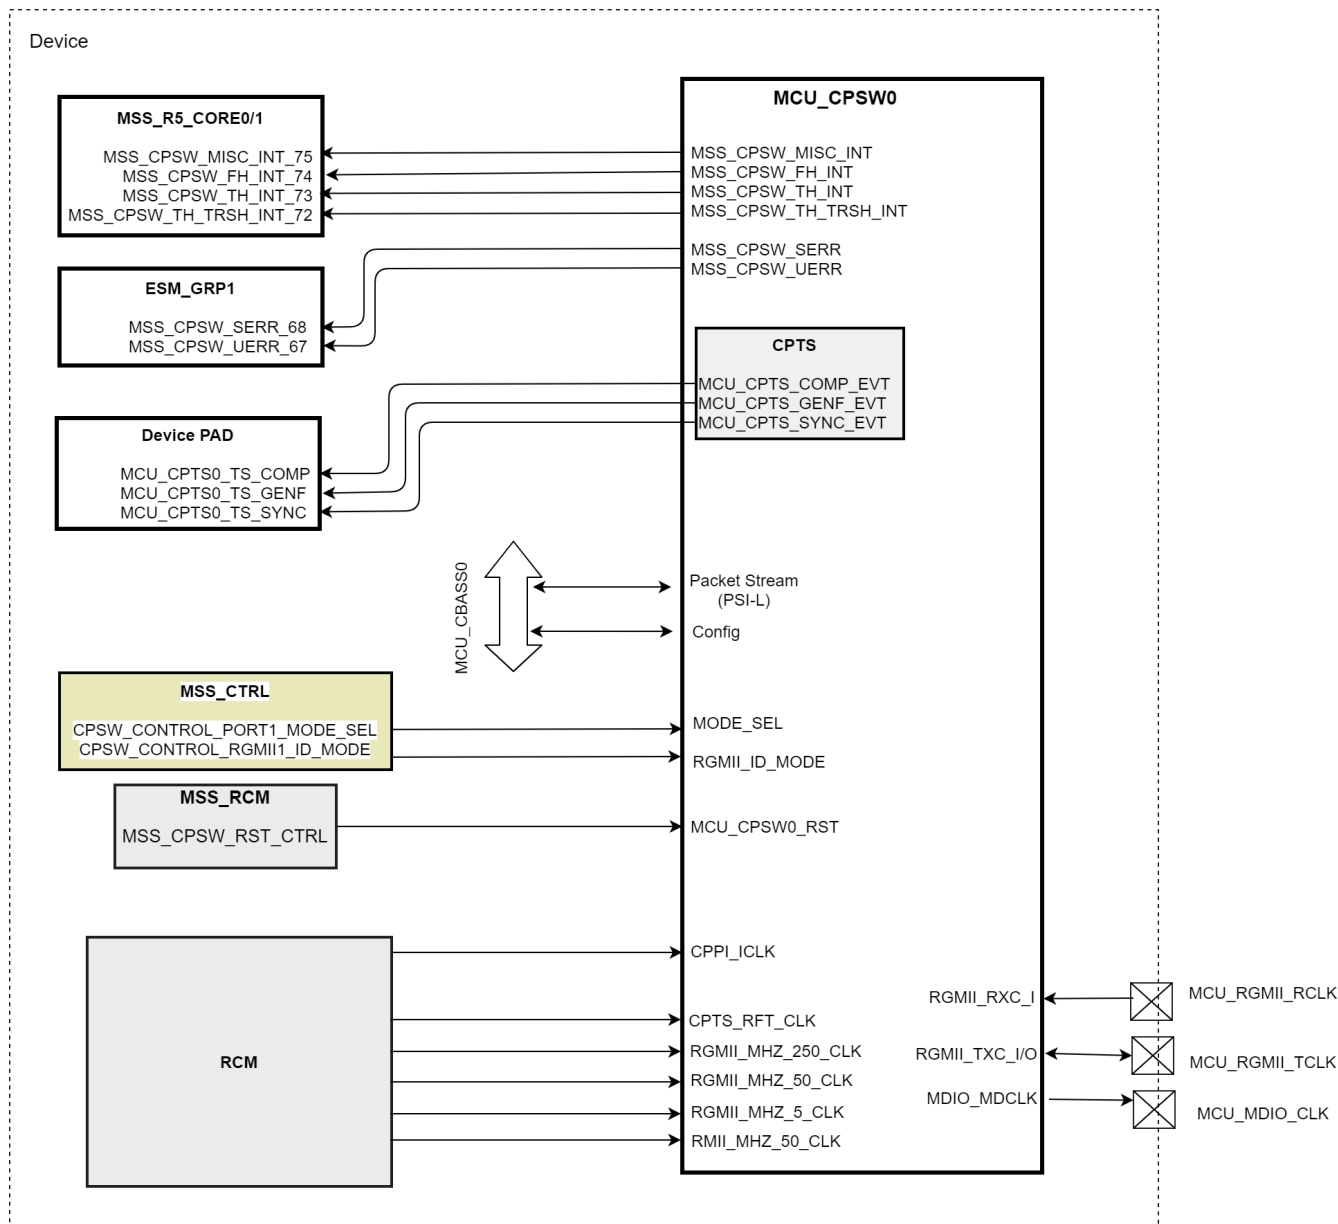 Device
MCU_CPSW0
MSS_R5_CORE0/1
MSS_CPSW_MISC_INT_75
MSS_CPSW_FH_INT_74
MSS_CPSW_TH_INT_73
MSS_CPSW_TH_TRSH_INT_72
MSS_CPSW_MISC_INT
MSS_CPSW_FH_INT
MSS_CPSW_TH_INT
MSS_CPSW_TH_TRSH_INT
MSS_CPSW_SERR
MSS_CPSW_UERR
ESM_GRP1
MSS_CPSW_SERR_68
MSS_CPSW_UERR_67
CPTS
MCU_CPTS_COMP_EVT
MCU_CPTS_GENF_EVT
MCU_CPTS_SYNC_EVT
Device PAD
MCU_CPTS0_TS_COMP
MCU_CPTS0_TS_GENF
MCU_CPTS0_TS_SYNC
MCU_CBASS0
Packet Stream
(PSI-L)
Config
MSS_CTRL
CPSW_CONTROL_PORT1_MODE_SEL
CPSW_CONTROL_RGMII1_ID_MODE
MODE_SEL
RGMII_ID_MODE
MSS_RCM
MSS_CPSW_RST_CTRL
MCU_CPSW0_RST
RCM
CPPI_ICLK
CPTS_RFT_CLK
RGMII_MHZ_250_CLK
RGMII_MHZ_50_CLK
RGMII_MHZ_5_CLK
RMII_MHZ_50_CLK
RGMII_RXC_I
RGMII_TXC_I/O
MDIO_MDCLK
MCU_RGMII_RCLK
MCU_RGMII_TCLK
MCU_MDIO_CLK